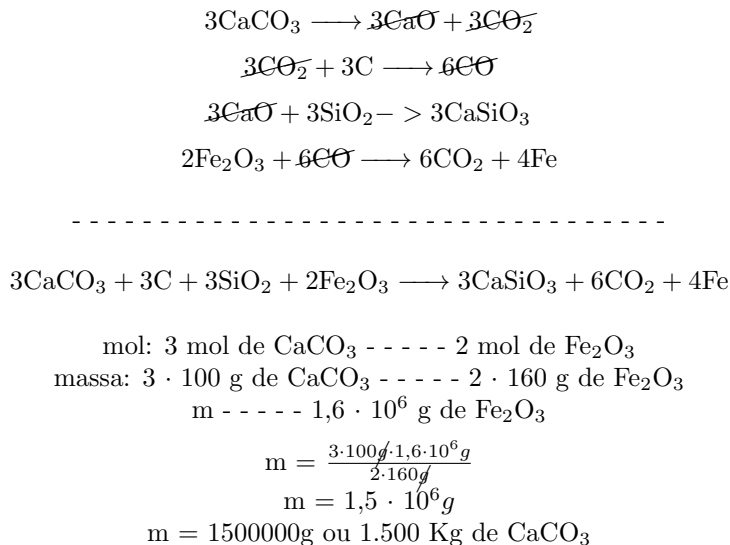 3CaCO₃ ⟶ 3CaO + 3CO₂
3CO₂ + 3C ⟶ 6CO
3CaO + 3SiO₂− > 3CaSiO₃
2Fe₂O₃ + 6CO ⟶ 6CO₂ + 4Fe
- - - - - - - - - - - - - - - - - - - - - - - - - - - - - - - - - -
3CaCO₃ + 3C + 3SiO₂ + 2Fe₂O₃ ⟶ 3CaSiO₃ + 6CO₂ + 4Fe
mol: 3 mol de CaCO₃ - - - - - 2 mol de Fe₂O₃
massa: 3 · 100 g de CaCO₃ - - - - - 2 · 160 g de Fe₂O₃
m - - - - - 1,6 · 10⁶ g de Fe₂O₃
m = \frac{3·100g·1,6·10⁶g}{2·160g}
m = 1,5 · 10⁶g
m = 1500000g ou 1.500 Kg de CaCO₃